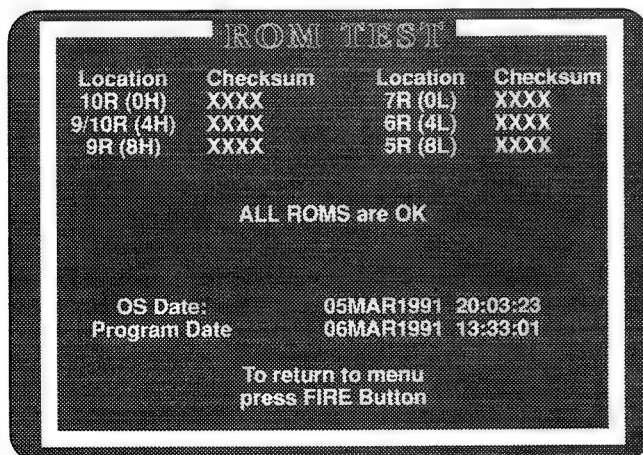 ROM TEST
Location Checksum Location Checksum
10R (0H) XXXX 7R (0L) XXXX
9/10R (4H) XXXX 6R (4L) XXXX
9R (8H) XXXX 5R (8L) XXXX
ALL ROMS are OK
OS Date: 05MAR1991 20:03:23
Program Date 06MAR1991 13:33:01
To return to menu
press FIRE Button